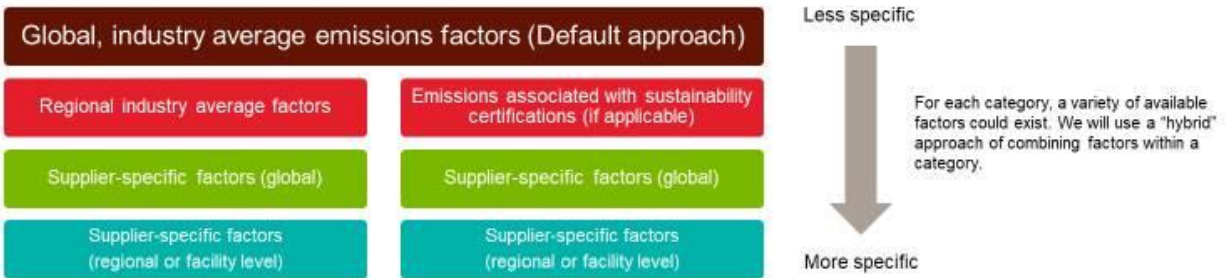 Global, industry average emissions factors (Default approach)
Regional industry average factors
Emissions associated with sustainability
certifications (if applicable)
Supplier-specific factors (global)
Supplier-specific factors (global)
Supplier-specific factors
(regional or facility level)
Supplier-specific factors
(regional or facility level)
Less specific
For each category, a variety of available
factors could exist. We will use a “hybrid”
approach of combining factors within a
category.
More specific